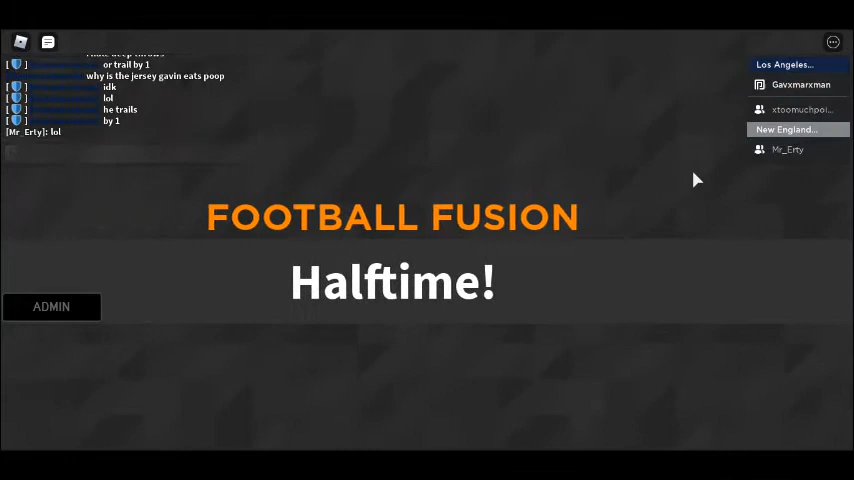 or trail by 1
why is the jersey gavin eats poop
[ ] idk
[ ] lol
[ ] he trails
[ ] by 1
[Mr_Erty]: lol
Los Angeles...
Gavxmarxman
xtoomuchpoi...
New England...
Mr_Erty
FOOTBALL FUSION
Halftime!
ADMIN